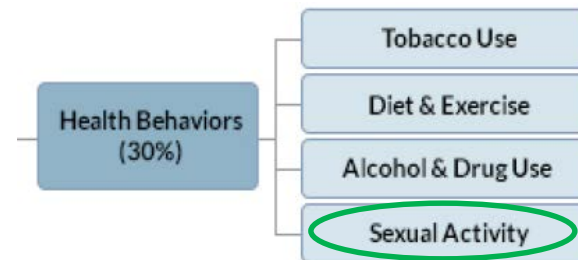 Health Behaviors
(30%)
Tobacco Use
Diet & Exercise
Alcohol & Drug Use
Sexual Activity